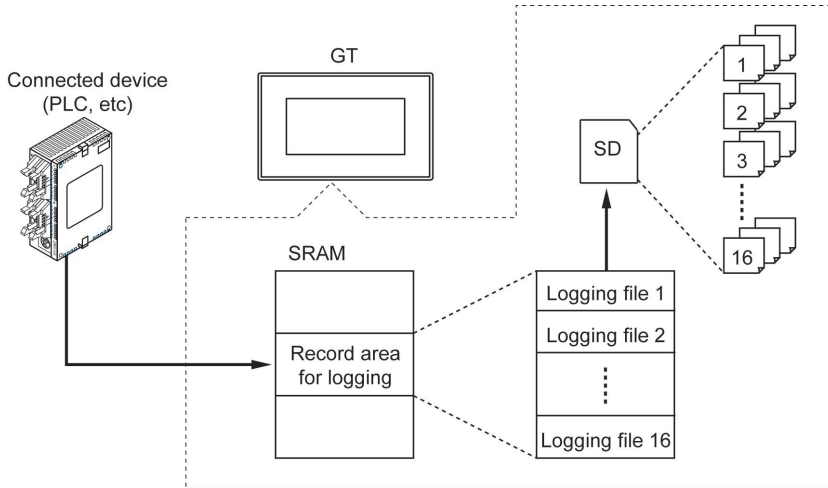 GT
Connected device
(PLC, etc)
1
2
3
16
SD
SRAM
Record area
for logging
Logging file 1
Logging file 2
Logging file 16